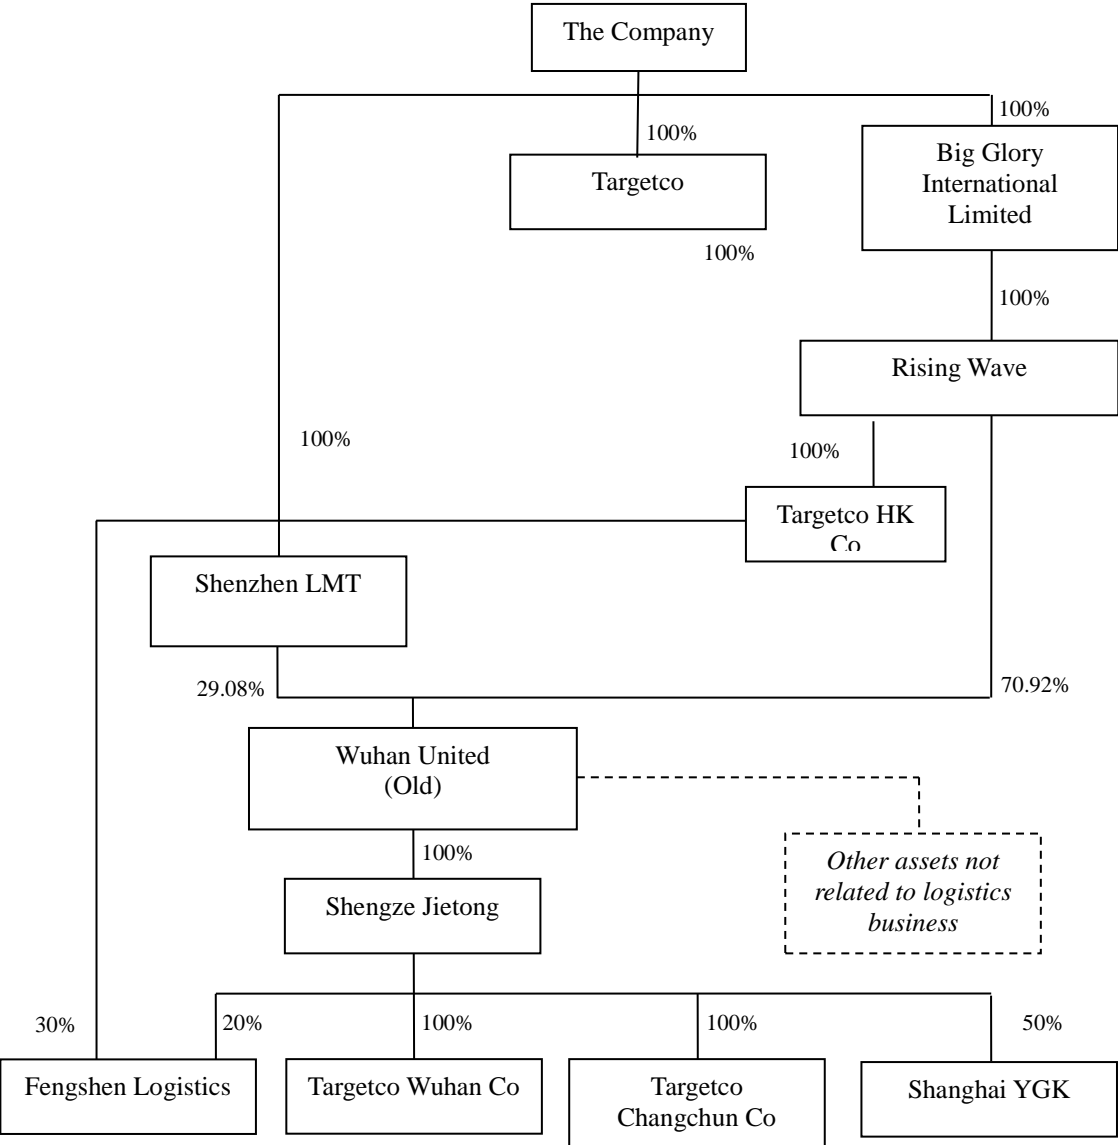 The Company
100%
100%
Targetco
Big Glory
International
Limited
100%
100%
Rising Wave
100%
100%
Targetco HK
Co
Shenzhen LMT
29.08%
70.92%
Wuhan United
(Old)
100%
Other assets not
related to logistics
business
Shengze Jietong
30%
20%
100%
100%
50%
Fengshen Logistics
Targetco Wuhan Co
Targetco
Changchun Co
Shanghai YGK